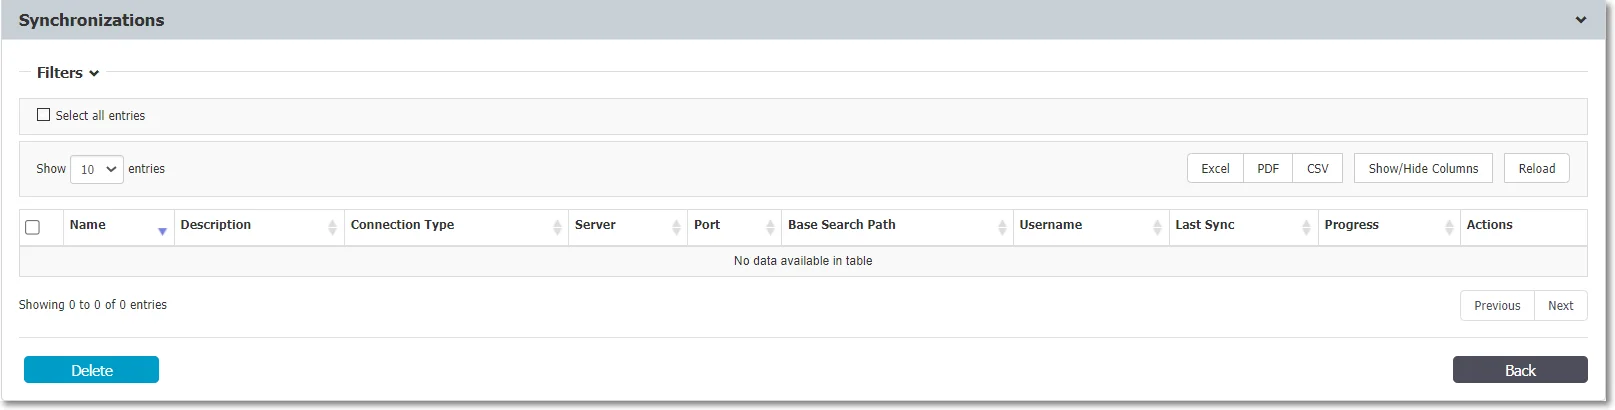 Synchronizations
Filters
Select all entries
Show 10 entries Excel PDF CSV Show/Hide Columns Reload
Name Description Connection Type Server Port Base Search Path Username Last Sync Progress Actions
No data available in table
Showing 0 to 0 of 0 entries Previous Next
Delete Back